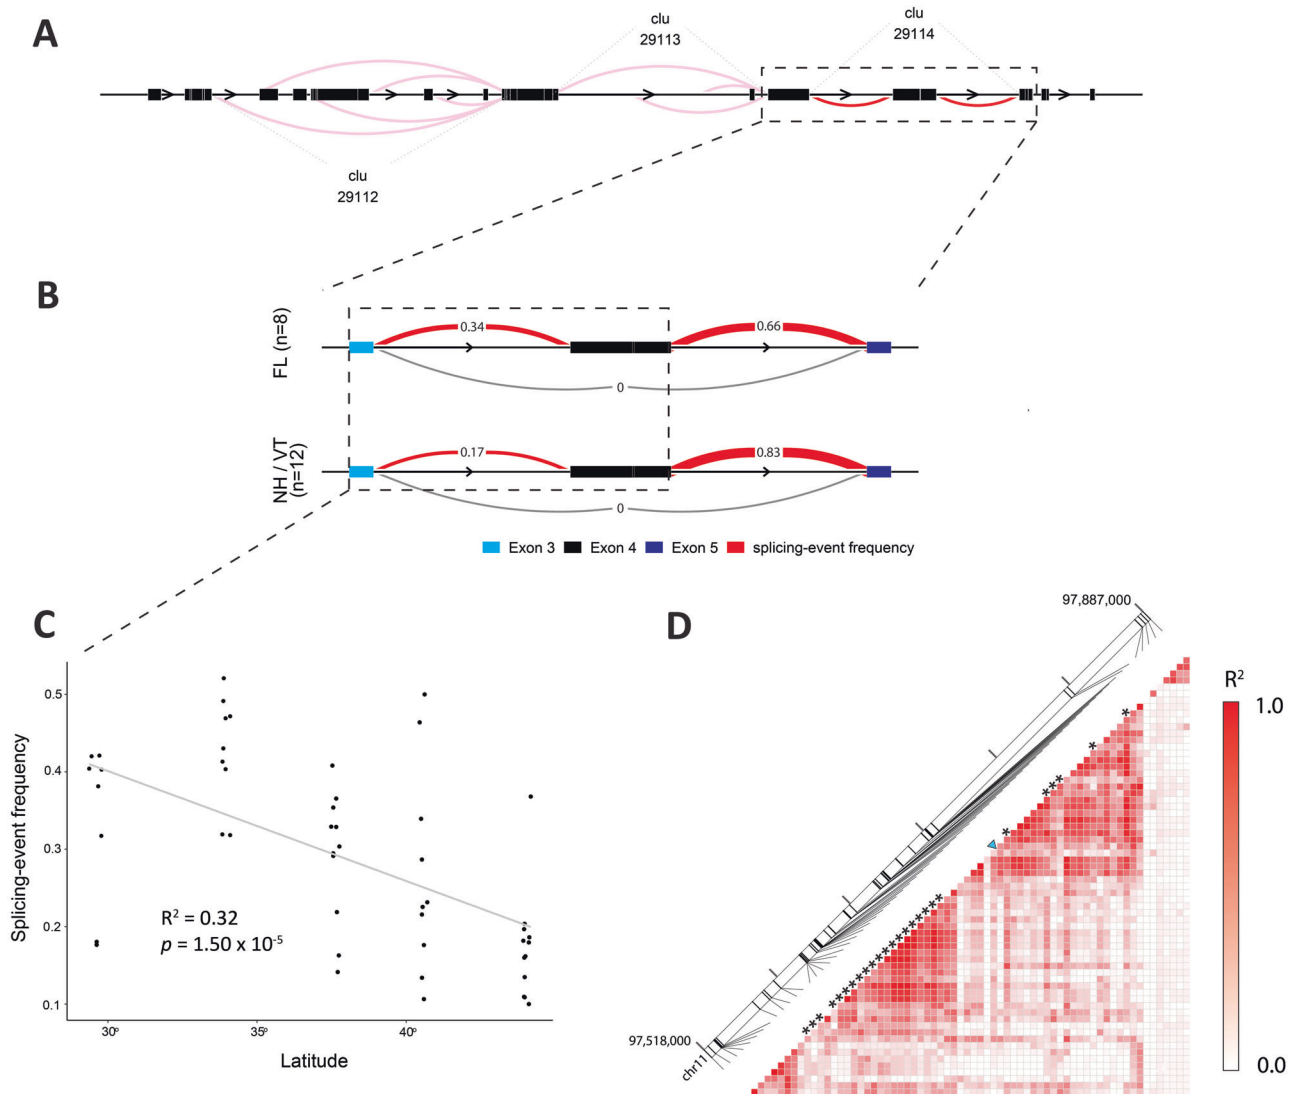 A
clu
29113
clu
29114
clu
29112
B
FL (n=8)
0.34
0.66
0
NH / VT
(n=12)
0.17
0.83
0
Exon 3 Exon 4 Exon 5 splicing-event frequency
C
Splicing-event frequency
0.5
0.4
0.3
0.2
0.1
R² = 0.32
p = 1.50 x 10⁻⁵
30°
35°
40°
Latitude
D
97,887,000
97,518,000
chr11
R²
1.0
0.0